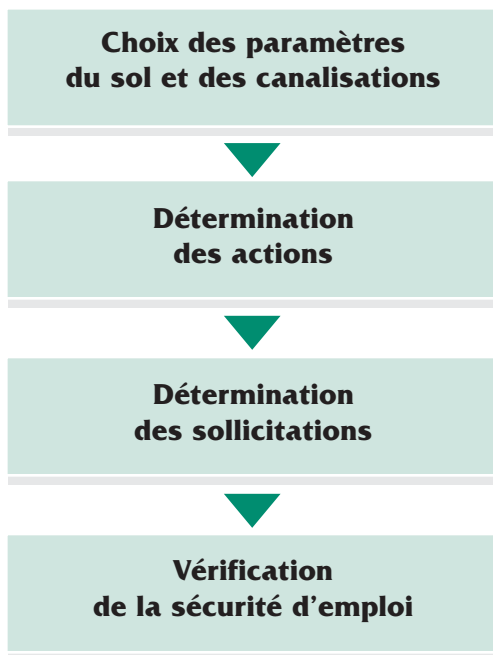 Choix des paramètres
du sol et des canalisations
Détermination
des actions
Détermination
des sollicitations
Vérification
de la sécurité d’emploi